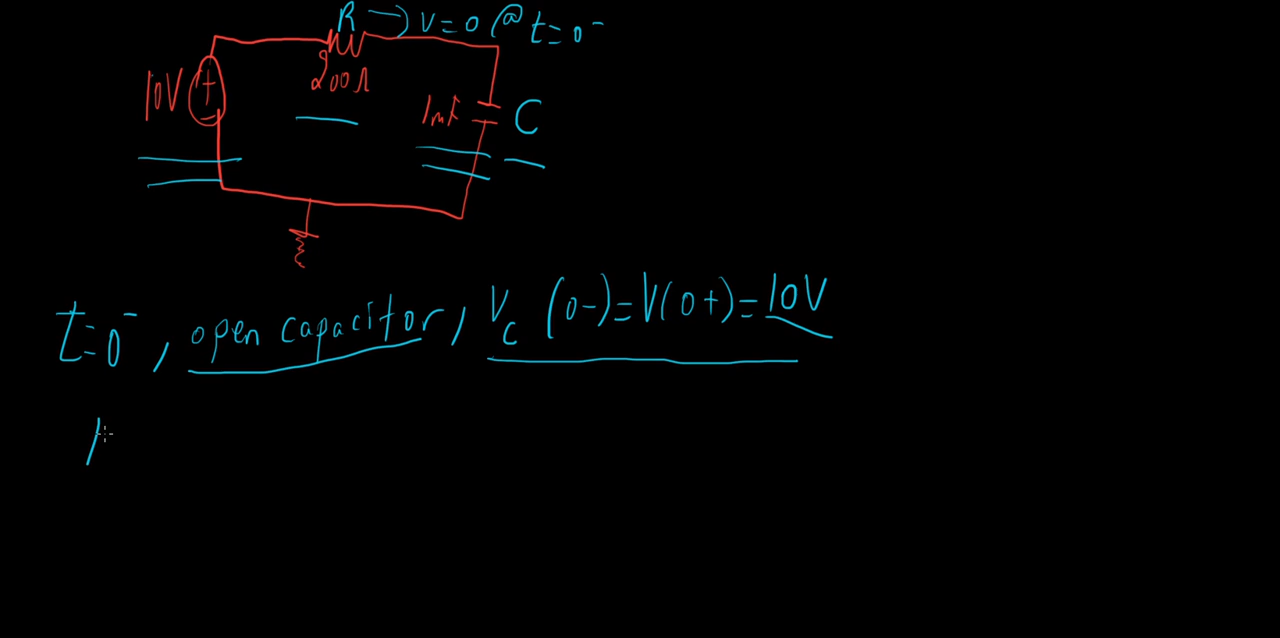 R → V = 0 @ t = 0⁻
10V
+
−
200Ω
1mF
C
t = 0⁻, open capacitor, Vc (0-) = V(0+) = 10V